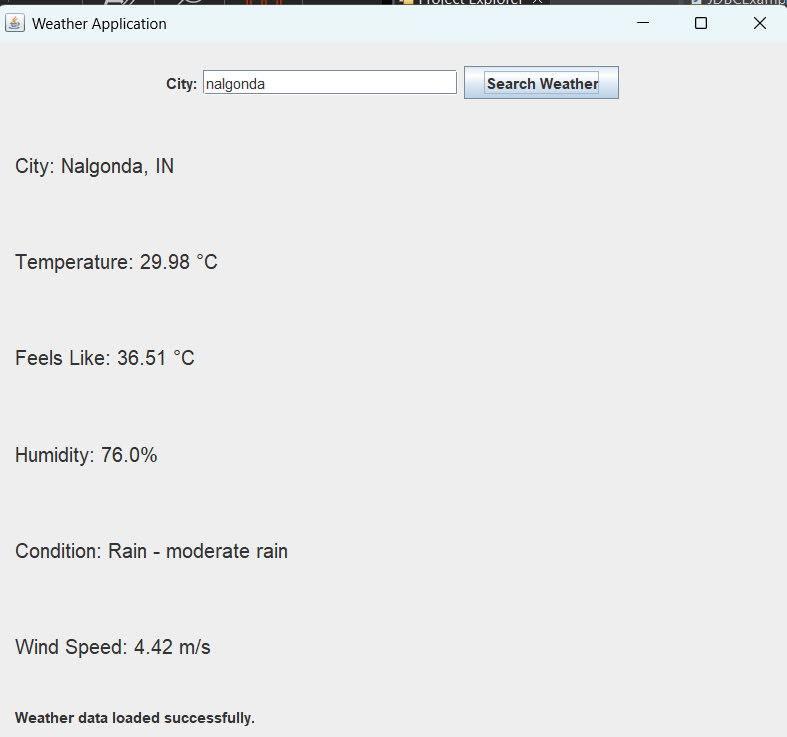 Project Explorer
Weather Application
City: nalgonda Search Weather
City: Nalgonda, IN
Temperature: 29.98 °C
Feels Like: 36.51 °C
Humidity: 76.0%
Condition: Rain - moderate rain
Wind Speed: 4.42 m/s
Weather data loaded successfully.